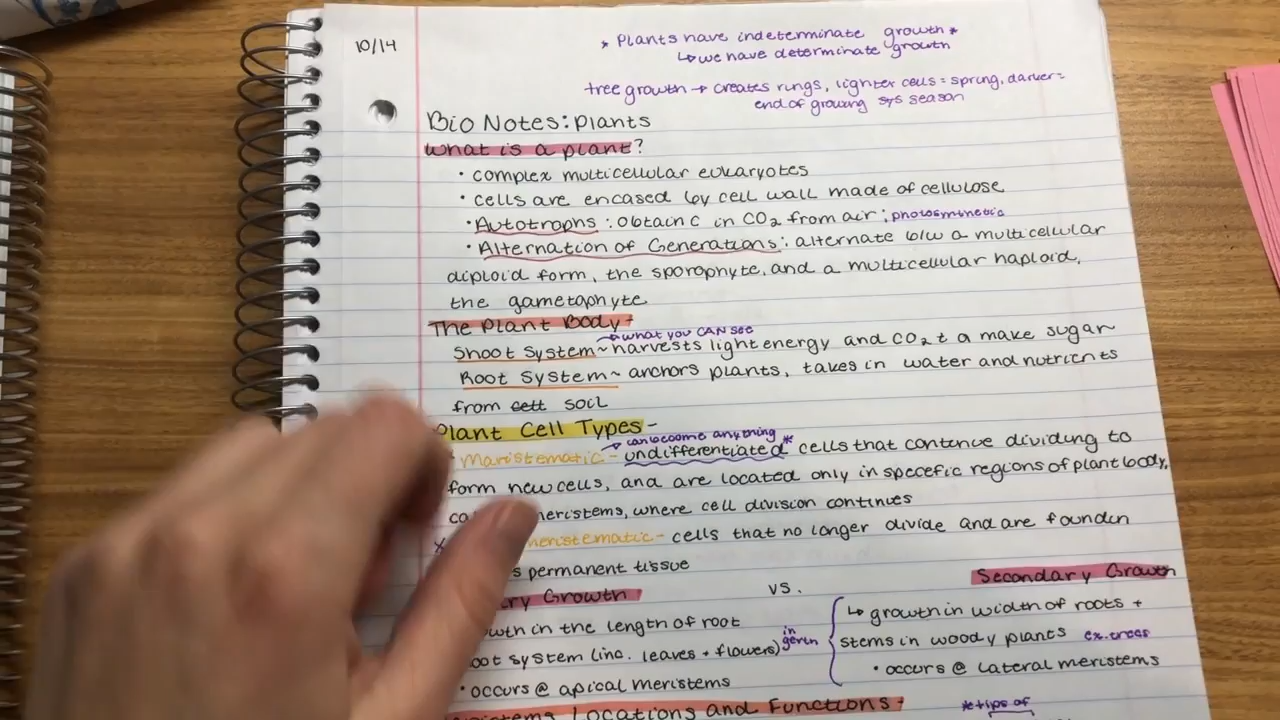 10/14
* Plants have indeterminate growth *
↳ we have determinate growth
tree growth → creates rings, lighter cells = spring, darker =
end of growing sys season
Bio Notes: Plants
What is a plant?
• complex multicellular eukaryotes
• cells are encased by cell wall made of cellulose
• Autotrophs: Obtain C in CO2 from air; photosynthetic
• Alternation of Generations: alternate b/w a multicellular
diploid form, the sporophyte, and a multicellular haploid,
the gametophyte
The Plant Body-
what you CAN see
Shoot System ~ harvests light energy and CO2 t a make sugar
Root System ~ anchors plants, takes in water and nutrients
from cell soil
Plant Cell Types -
can become anything *
Maristematic - undifferentiated cells that contenue dividing to
form new cells, and are located only in specefic regions of plant body,
meristems, where cell division continues
meristematic - cells that no longer divide and are found in
permanent tissue
Growth vs. Secondary Growth
in the length of root
in
↳ growth in width of roots +
system (inc. leaves + flowers)
stems in woody plants ex. trees
• occurs @ apical meristems
• occurs @ lateral meristems
Locations and Functions -
* tips of